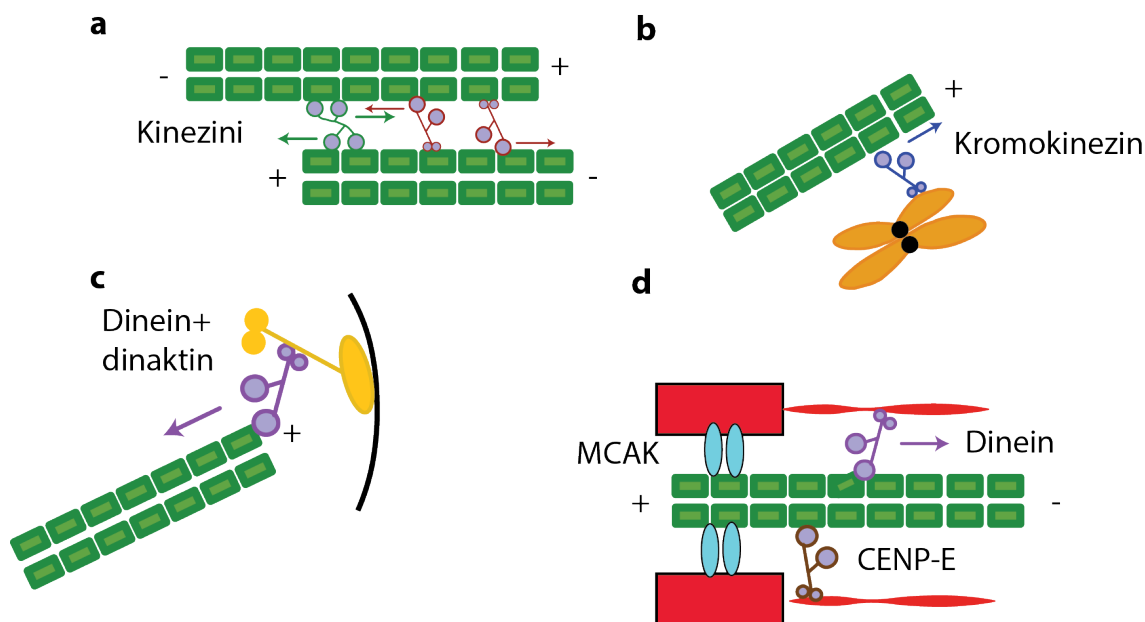 a
-
+
Kinezini
+
-
b
+
Kromokinezin
c
Dinein+
dinaktin
+
d
MCAK
Dinein
+
-
CENP-E